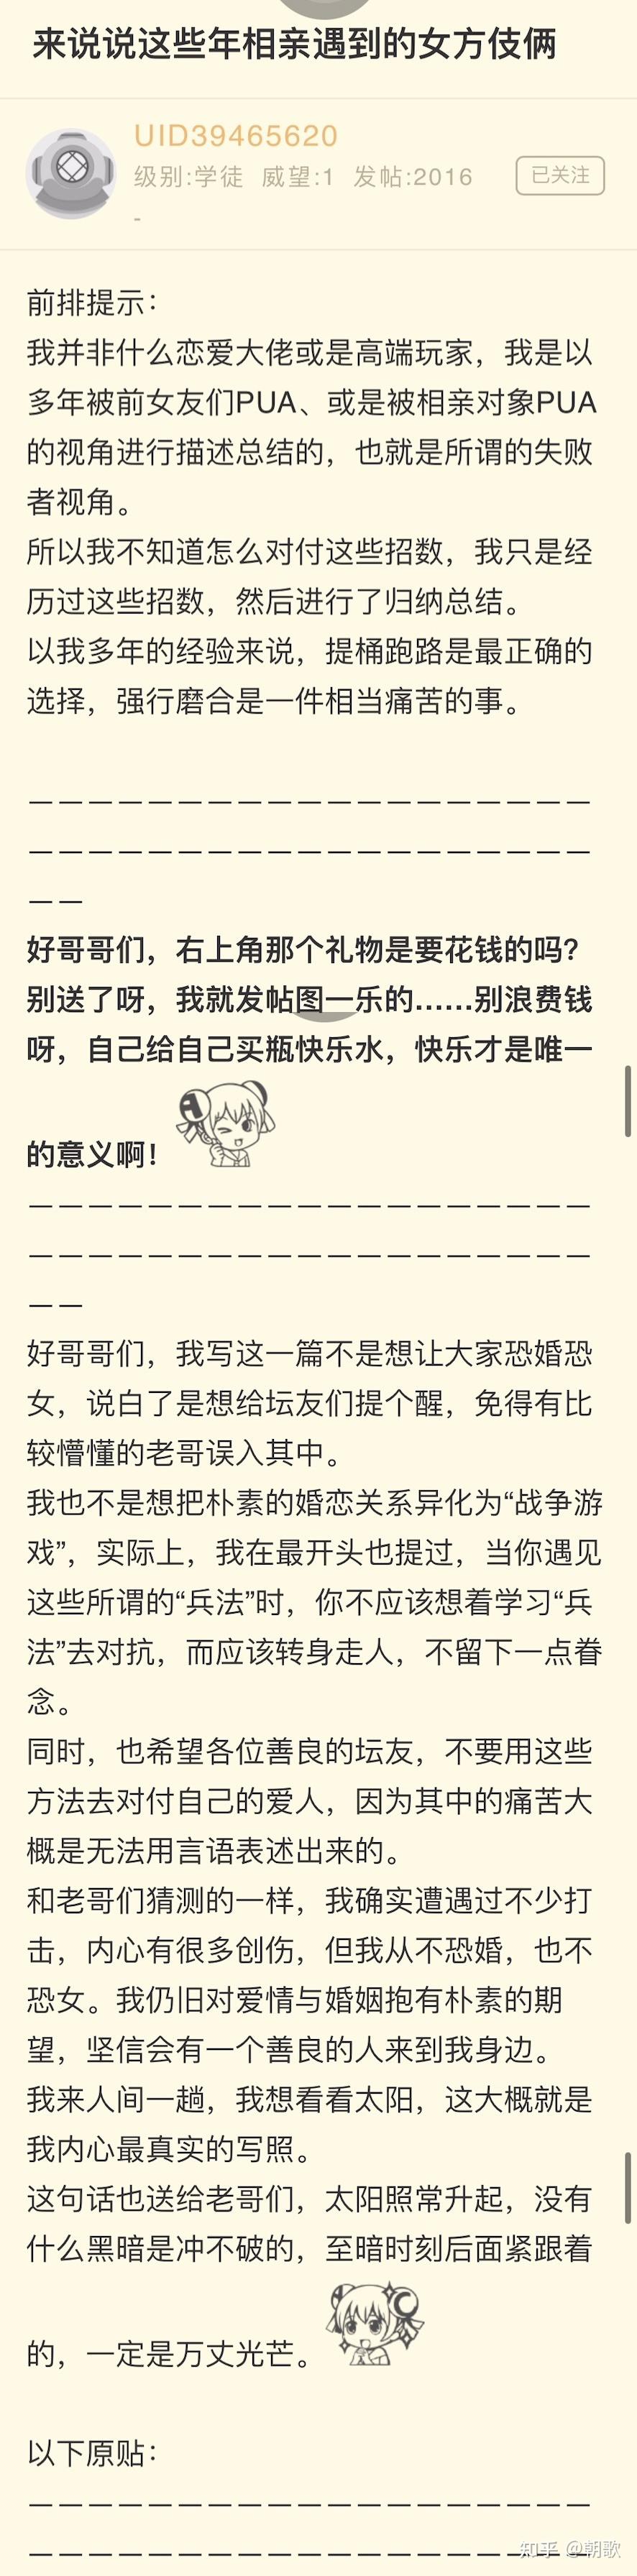 来说说这些年相亲遇到的女方伎俩
UID39465620
级别:学徒 威望:1 发帖:2016
已关注
-
前排提示：
我并非什么恋爱大佬或是高端玩家，我是以
多年被前女友们PUA、或是被相亲对象PUA
的视角进行描述总结的，也就是所谓的失败
者视角。
所以我不知道怎么对付这些招数，我只是经
历过这些招数，然后进行了归纳总结。
以我多年的经验来说，提桶跑路是最正确的
选择，强行磨合是一件相当痛苦的事。
———————————————————
———————————————————
——
好哥哥们，右上角那个礼物是要花钱的吗？
别送了呀，我就发帖图一乐的……别浪费钱
呀，自己给自己买瓶快乐水，快乐才是唯一
的意义啊！
———————————————————
———————————————————
——
好哥哥们，我写这一篇不是想让大家恐婚恐
女，说白了是想给坛友们提个醒，免得有比
较懵懂的老哥误入其中。
我也不是想把朴素的婚恋关系异化为“战争游
戏”，实际上，我在最开头也提过，当你遇见
这些所谓的“兵法”时，你不应该想着学习“兵
法”去对抗，而应该转身走人，不留下一点眷
念。
同时，也希望各位善良的坛友，不要用这些
方法去对付自己的爱人，因为其中的痛苦大
概是无法用言语表述出来的。
和老哥们猜测的一样，我确实遭遇过不少打
击，内心有很多创伤，但我从不恐婚，也不
恐女。我仍旧对爱情与婚姻抱有朴素的期
望，坚信会有一个善良的人来到我身边。
我来人间一趟，我想看看太阳，这大概就是
我内心最真实的写照。
这句话也送给老哥们，太阳照常升起，没有
什么黑暗是冲不破的，至暗时刻后面紧跟着
的，一定是万丈光芒。
以下原贴：
———————————————————
———————————————————
知乎 @朝歌